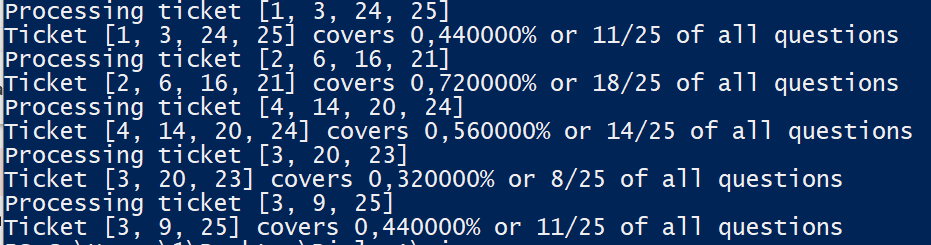 Processing ticket [1, 3, 24, 25]
Ticket [1, 3, 24, 25] covers 0,440000% or 11/25 of all questions
Processing ticket [2, 6, 16, 21]
Ticket [2, 6, 16, 21] covers 0,720000% or 18/25 of all questions
Processing ticket [4, 14, 20, 24]
Ticket [4, 14, 20, 24] covers 0,560000% or 14/25 of all questions
Processing ticket [3, 20, 23]
Ticket [3, 20, 23] covers 0,320000% or 8/25 of all questions
Processing ticket [3, 9, 25]
Ticket [3, 9, 25] covers 0,440000% or 11/25 of all questions